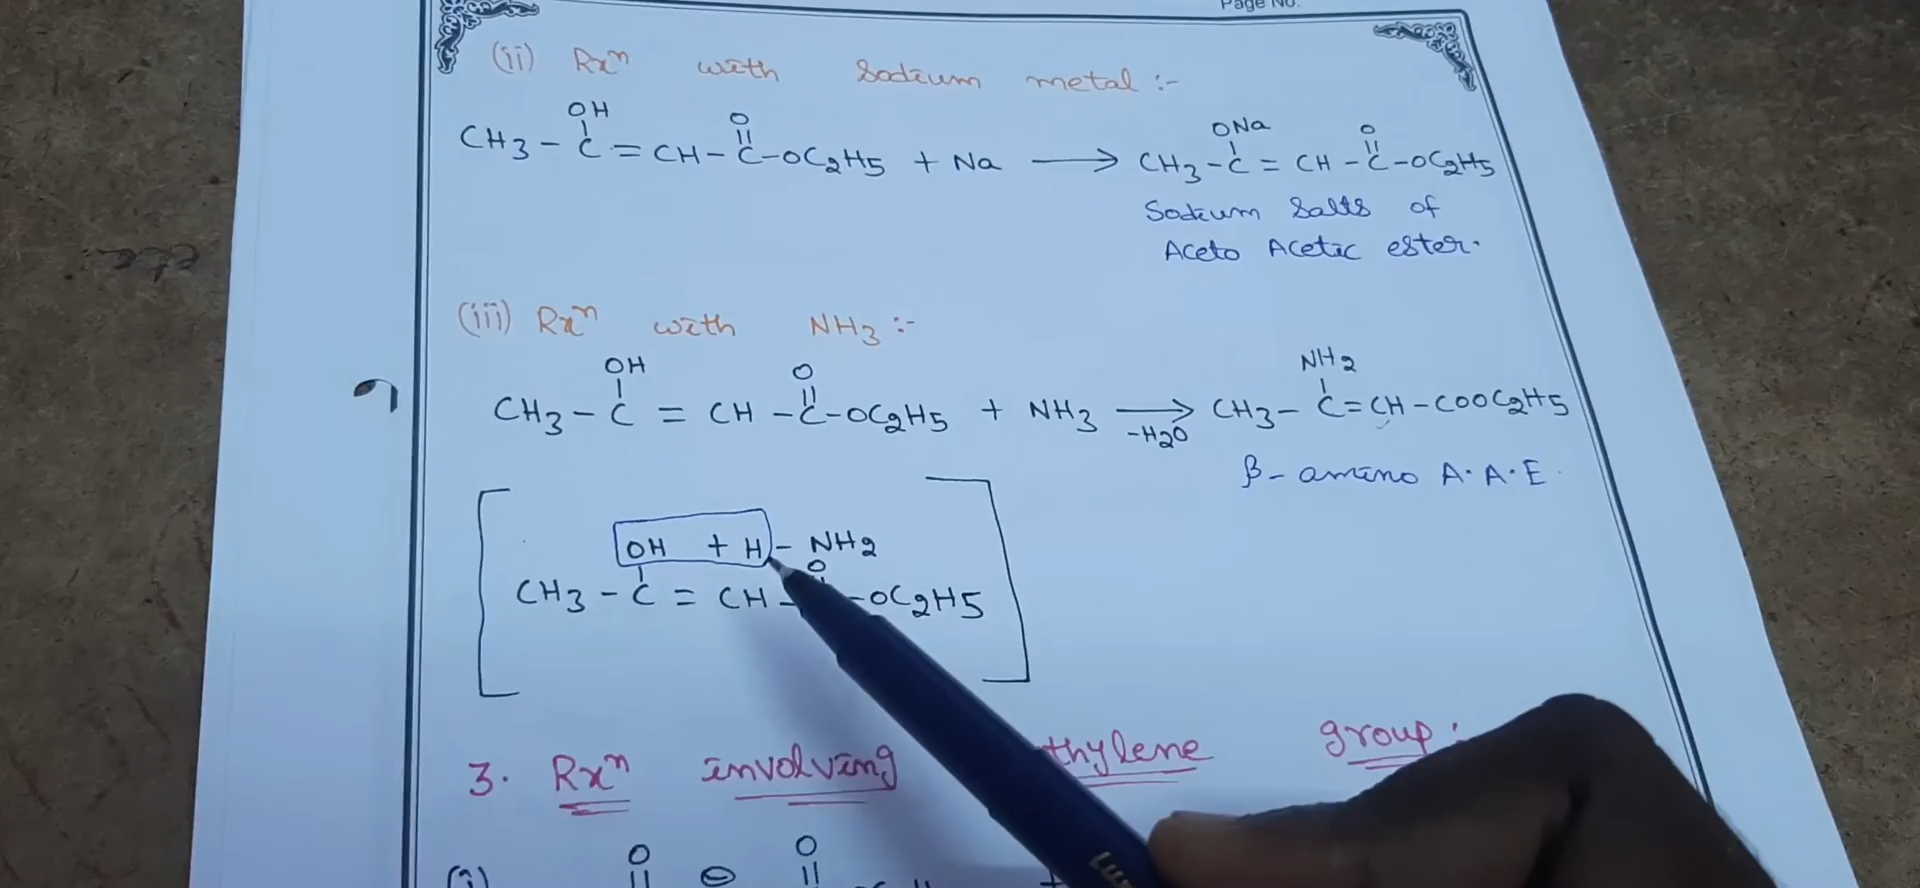 Page No.
(ii) Rxⁿ with Sodium metal :-
OH O ONa O
CH3 - C = CH - C - OC2H5 + Na ⟶ CH3 - C = CH - C - OC2H5
Sodium Salts of
Aceto Acetic ester.
(iii) Rxⁿ with NH3 :-
OH O NH2
CH3 - C = CH - C - OC2H5 + NH3 ⟶ CH3 - C = CH - COOC2H5
-H2O
β- amino A.A.E.
OH + H - NH2
O
CH3 - C = CH - - OC2H5
3. Rxⁿ involving thylene group:
O ⊖ O
(i)
etc.